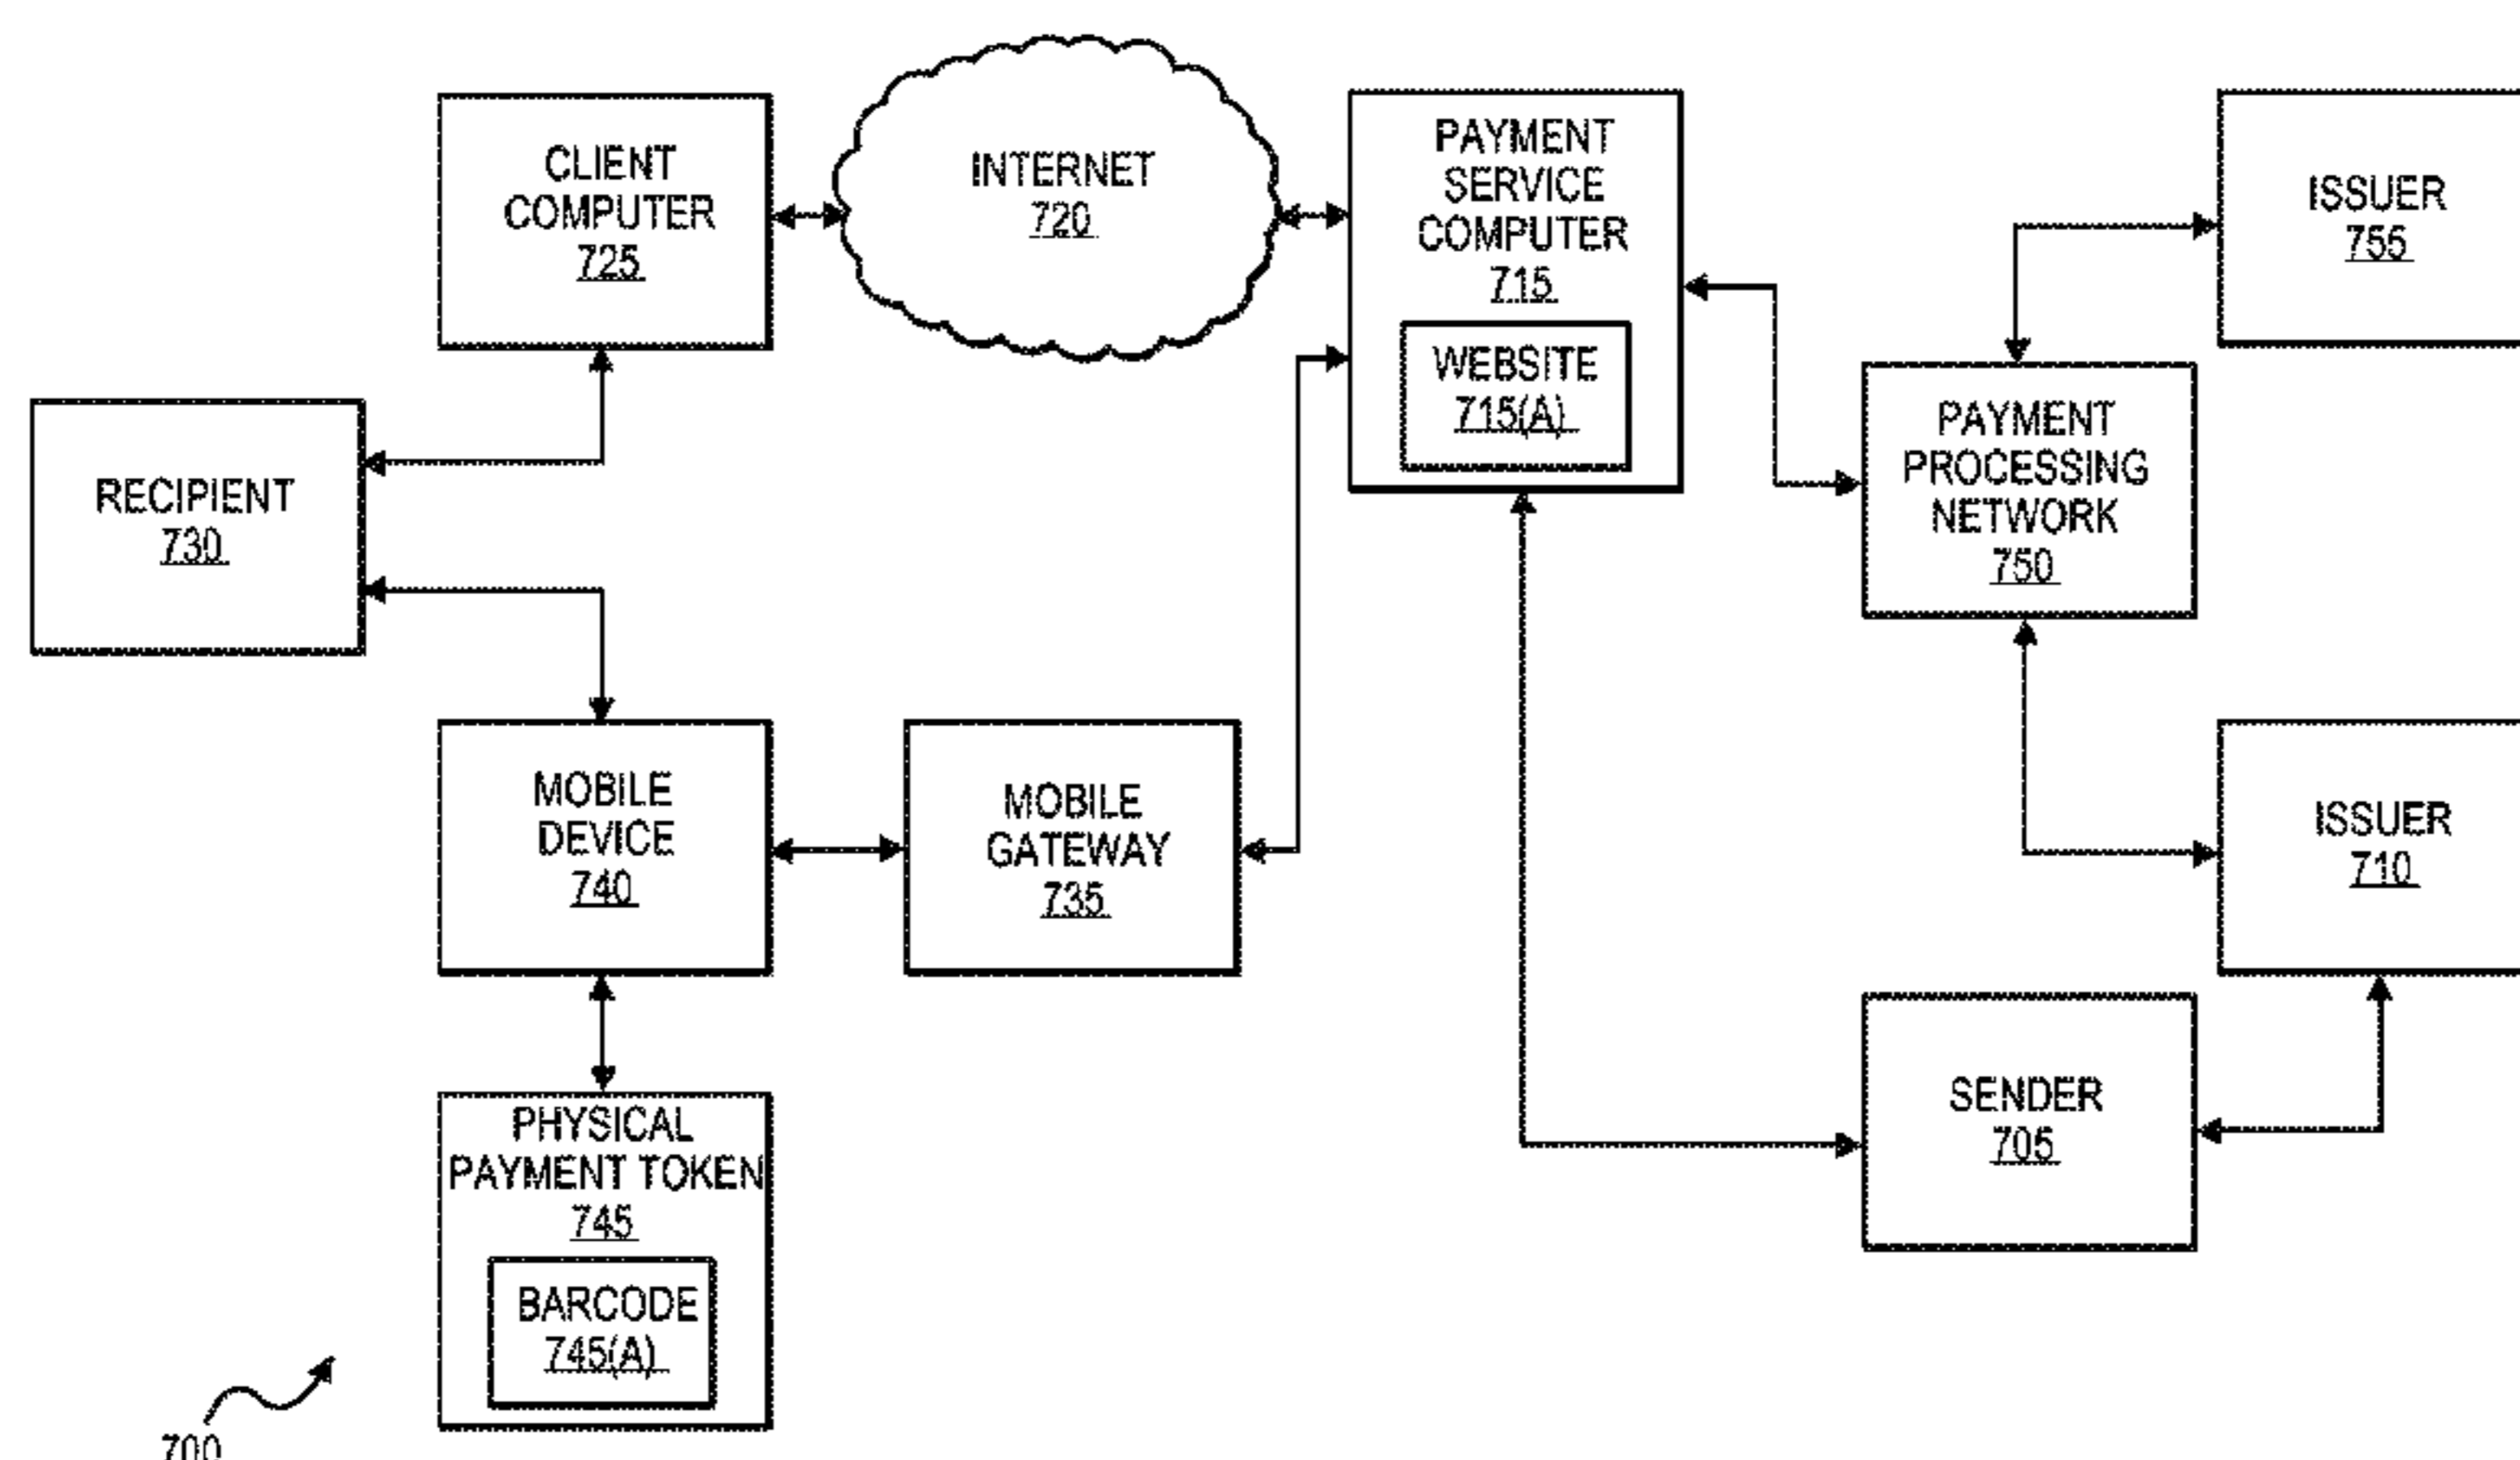 CLIENT
COMPUTER
725
INTERNET
720
PAYMENT
SERVICE
COMPUTER
715
WEBSITE
715(A)
ISSUER
755
RECIPIENT
730
PAYMENT
PROCESSING
NETWORK
750
MOBILE
DEVICE
740
MOBILE
GATEWAY
735
ISSUER
710
PHYSICAL
PAYMENT TOKEN
745
BARCODE
745(A)
SENDER
705
700